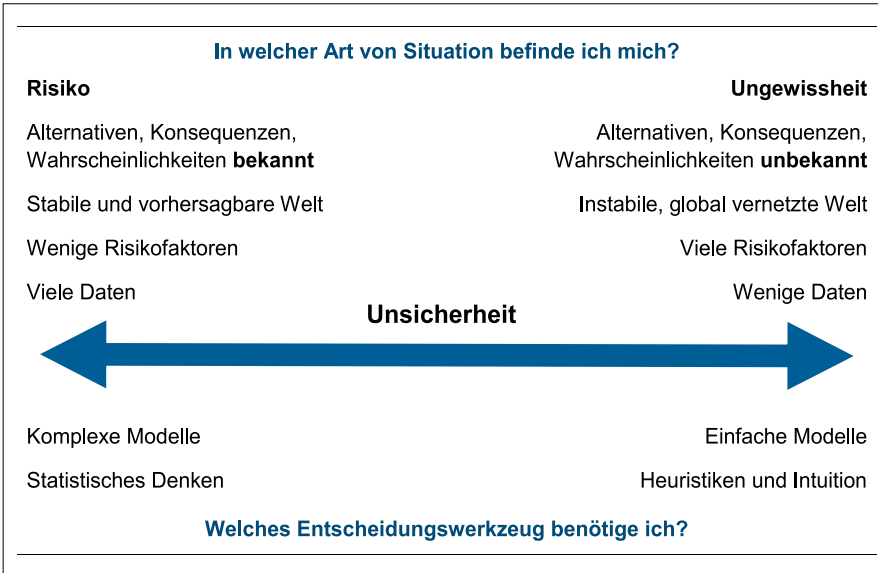 In welcher Art von Situation befinde ich mich?
Risiko
Ungewissheit
Alternativen, Konsequenzen,
Wahrscheinlichkeiten bekannt
Alternativen, Konsequenzen,
Wahrscheinlichkeiten unbekannt
Stabile und vorhersagbare Welt
Instabile, global vernetzte Welt
Wenige Risikofaktoren
Viele Risikofaktoren
Viele Daten
Wenige Daten
Unsicherheit
Komplexe Modelle
Einfache Modelle
Statistisches Denken
Heuristiken und Intuition
Welches Entscheidungswerkzeug benötige ich?